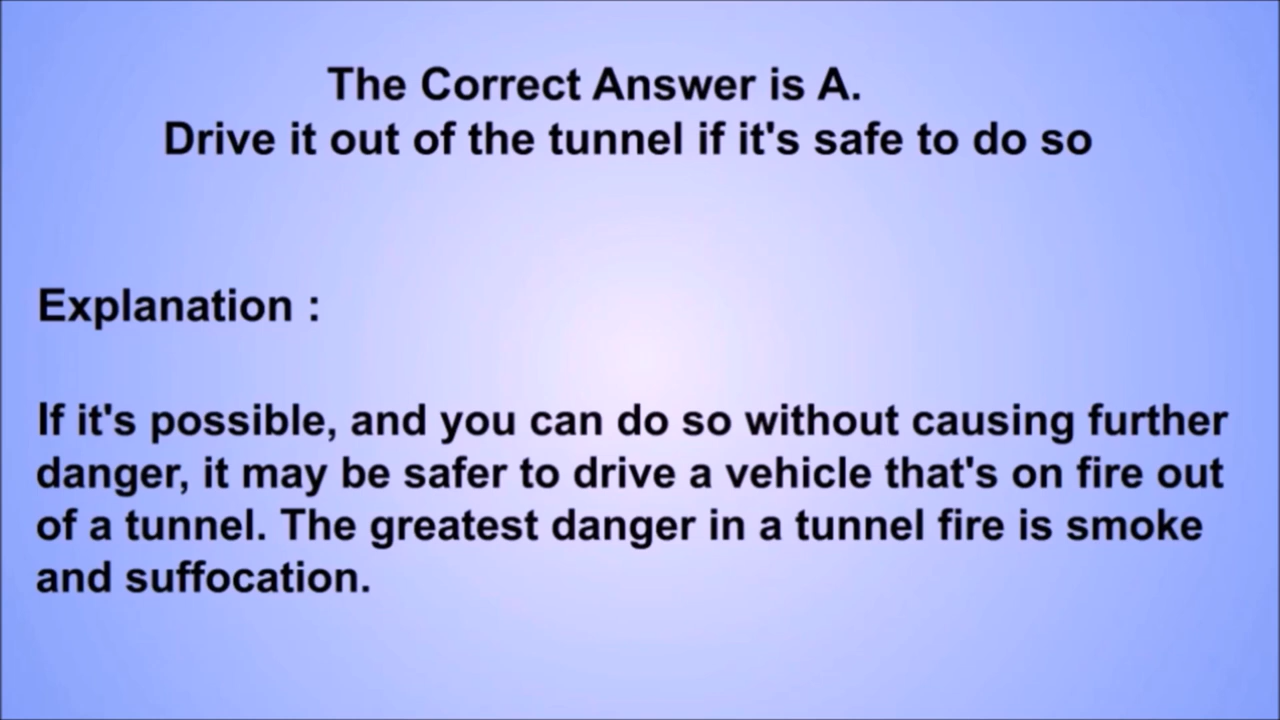 The Correct Answer is A.
Drive it out of the tunnel if it's safe to do so
Explanation :
If it's possible, and you can do so without causing further
danger, it may be safer to drive a vehicle that's on fire out
of a tunnel. The greatest danger in a tunnel fire is smoke
and suffocation.